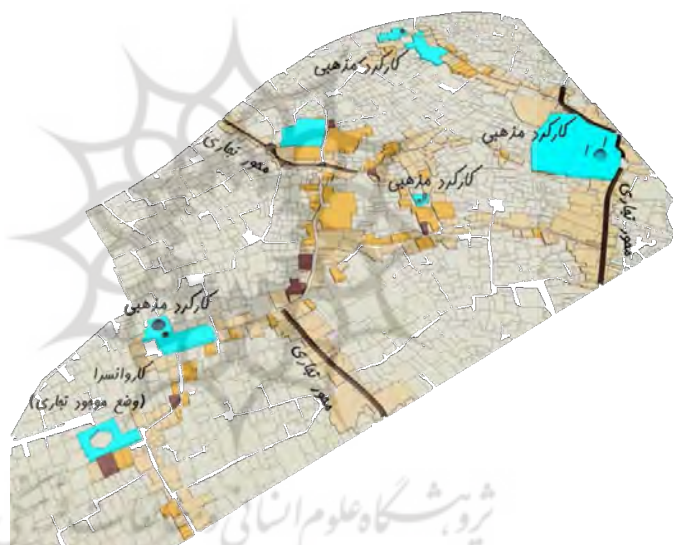 کارکرد مذهبی
کارکرد مذهبی
محور تجاری
کارکرد مذهبی
محور تجاری
کارکرد مذهبی
کاروانسرا
(وضع موجود تجاری)
محور تجاری
پژوهشگاه علوم انسانی و مطالعات